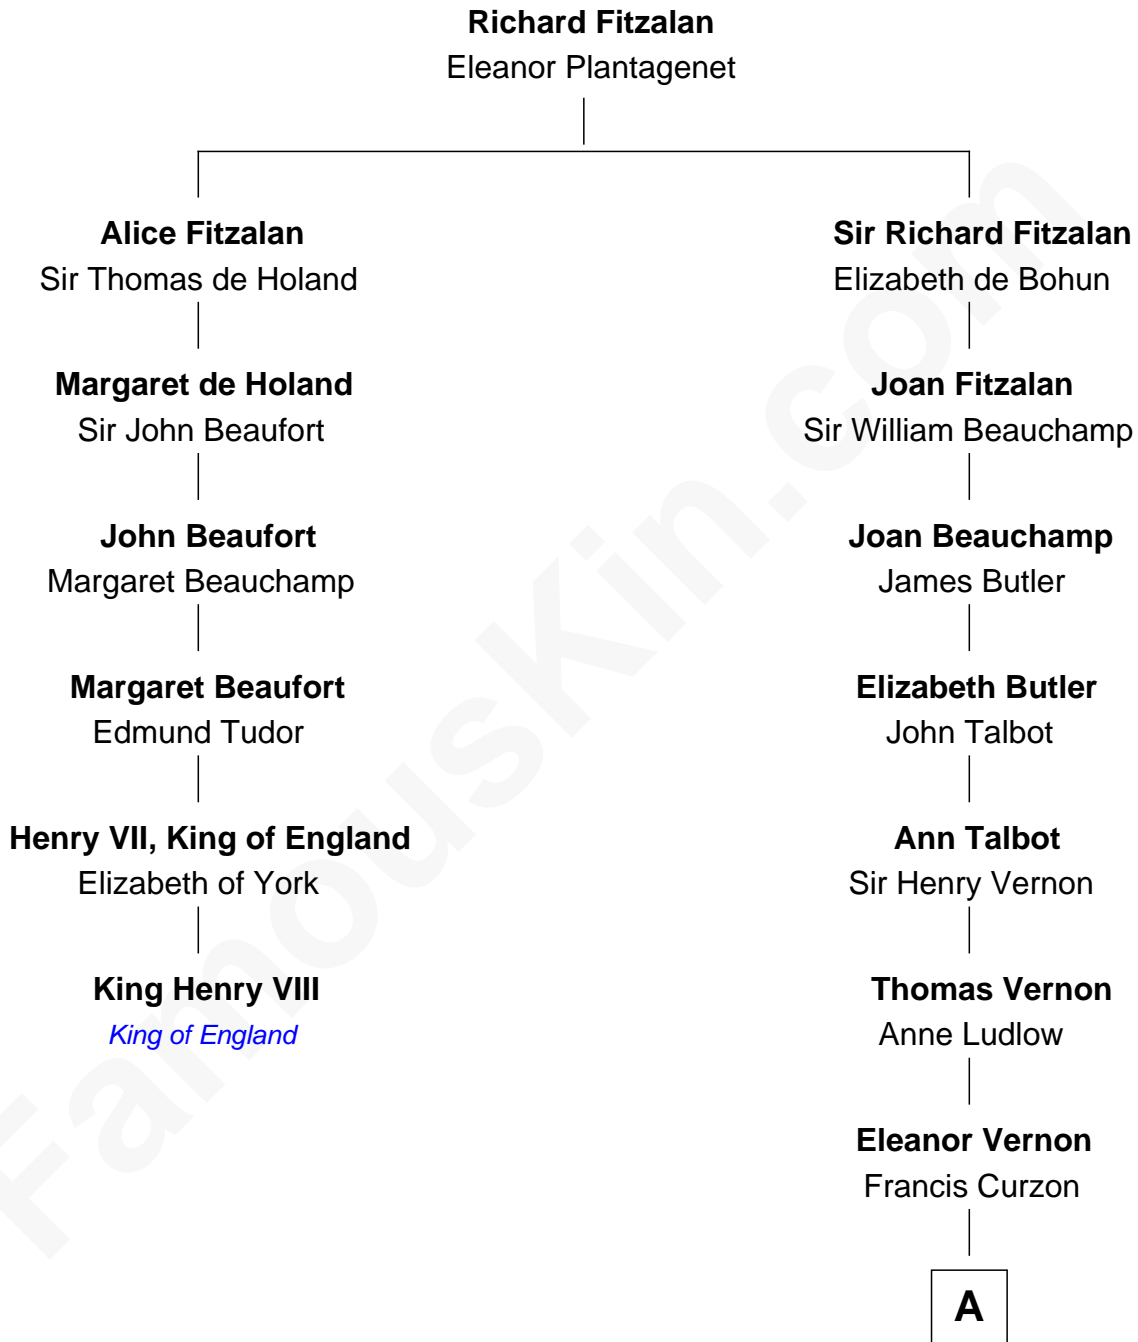 Richard Fitzalan
Eleanor Plantagenet
Alice Fitzalan
Sir Thomas de Holand
Margaret de Holand
Sir John Beaufort
John Beaufort
Margaret Beauchamp
Margaret Beaufort
Edmund Tudor
Henry VII, King of England
Elizabeth of York
King Henry VIII
King of England
Sir Richard Fitzalan
Elizabeth de Bohun
Joan Fitzalan
Sir William Beauchamp
Joan Beauchamp
James Butler
Elizabeth Butler
John Talbot
Ann Talbot
Sir Henry Vernon
Thomas Vernon
Anne Ludlow
Eleanor Vernon
Francis Curzon
A
FamousKin.com